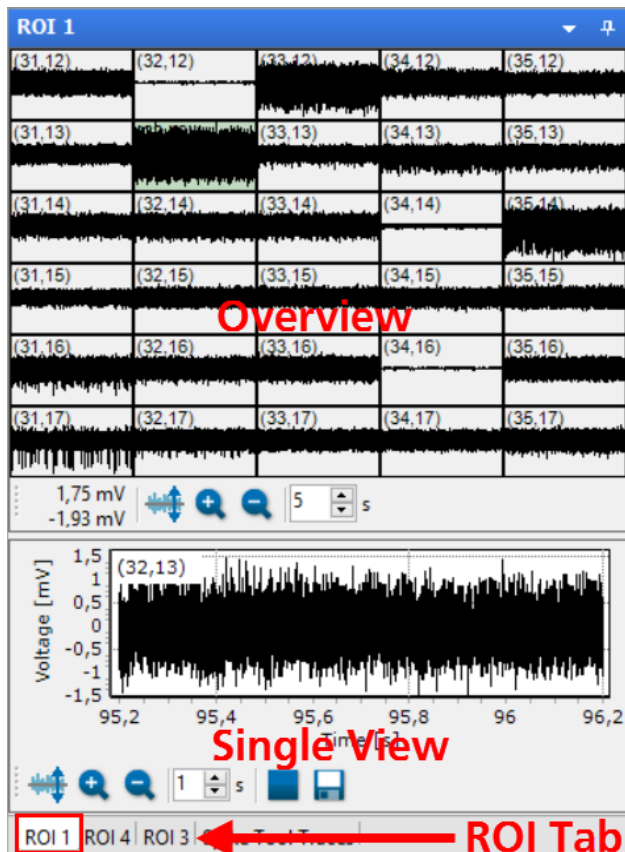 ROI 1
(31,12) (32,12) (33,12) (34,12) (35,12)
(31,13) (33,13) (34,13) (35,13)
(31,14) (32,14) (33,14) (34,14) (35,14)
(31,15) (32,15) (33,15) (34,15) (35,15)
Overview
(31,16) (32,16) (33,16) (34,16) (35,16)
(31,17) (32,17) (33,17) (34,17) (35,17)
1,75 mV
-1,93 mV
5 s
Voltage [mV]
1,5
1
0,5
0
-0,5
-1
-1,5
(32,13)
95,2 95,4 95,6 95,8 96 96,2
Time [s]
Single View
1 s
ROI 1 ROI 4 ROI 3 Tool Traces
ROI Tab